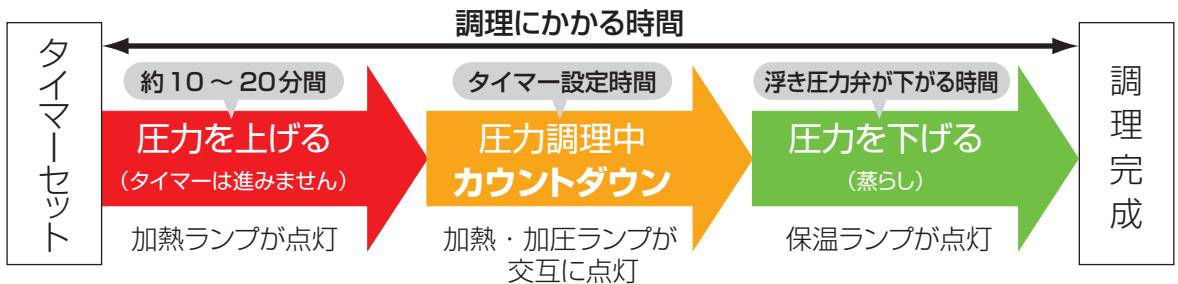 調理にかかる時間
タイマーセット
約10～20分間
圧力を上げる
（タイマーは進みません）
加熱ランプが点灯
タイマー設定時間
圧力調理中
カウントダウン
加熱・加圧ランプが
交互に点灯
浮き圧力弁が下がる時間
圧力を下げる
（蒸らし）
保温ランプが点灯
調理完成